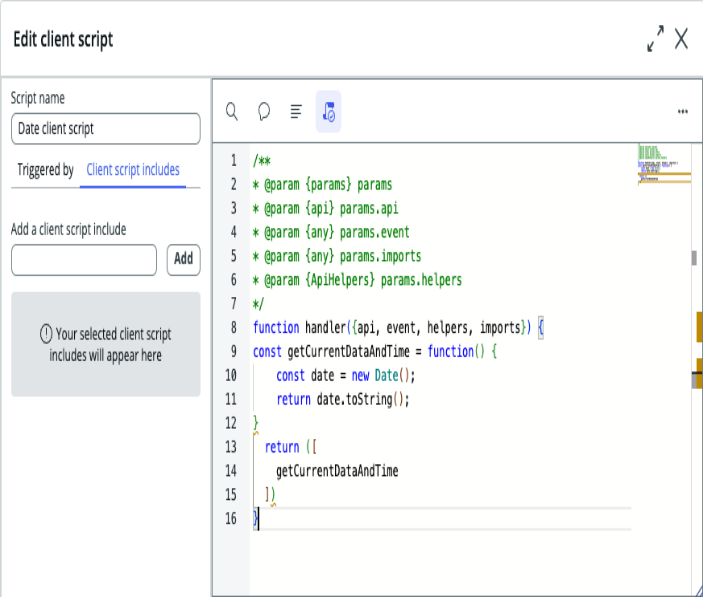 Edit client script
Script name
Date client script
Triggered by
Client script includes
Add a client script include
Add
Your selected client script
includes will appear here
1 /**
2 * @param {params} params
3 * @param {api} params.api
4 * @param {any} params.event
5 * @param {any} params.imports
6 * @param {ApiHelpers} params.helpers
7 */
8 function handler({api, event, helpers, imports}) {
9 const getCurrentDataAndTime = function() {
10 const date = new Date();
11 return date.toString();
12 }
13 return ([
14 getCurrentDataAndTime
15 ])
16 }